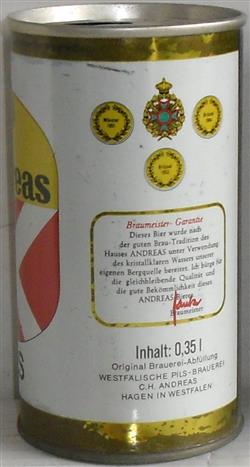 eas
S
Braumeister-Garantie
Dieses Bier wurde nach
der guten Brau-Tradition des
Hauses ANDREAS unter Verwendung
des kristallklaren Wassers unserer
eigenen Bergquelle bereitet. Ich bürge für
die gleichbleibende Qualität und
die gute Bekömmlichkeit dieses
ANDREAS Bieres
Braumeister
Inhalt: 0,35 l
Original Brauerei-Abfüllung
WESTFÄLISCHE PILS-BRAUEREI
C.H. ANDREAS
HAGEN IN WESTFALEN